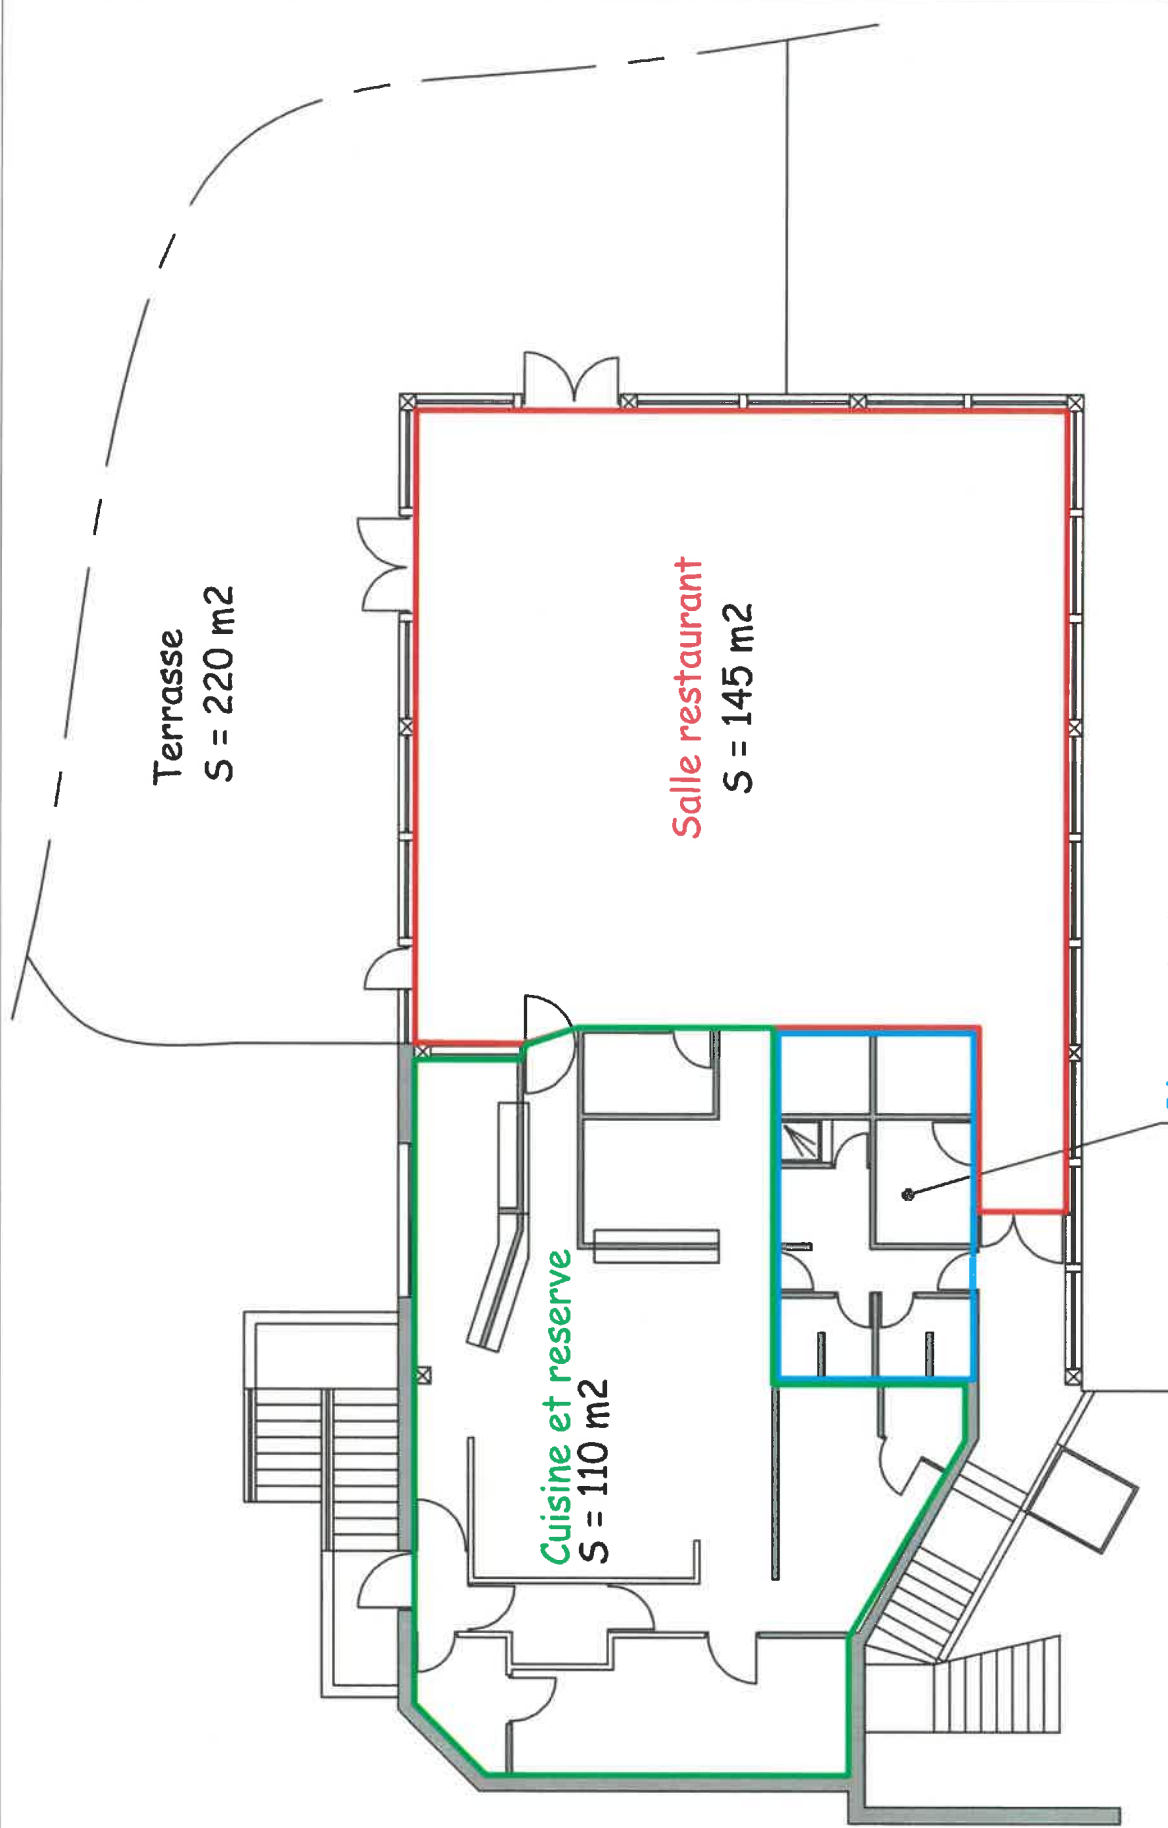 Terrasse
S = 220 m2
Salle restaurant
S = 145 m2
Cuisine et reserve
S = 110 m2